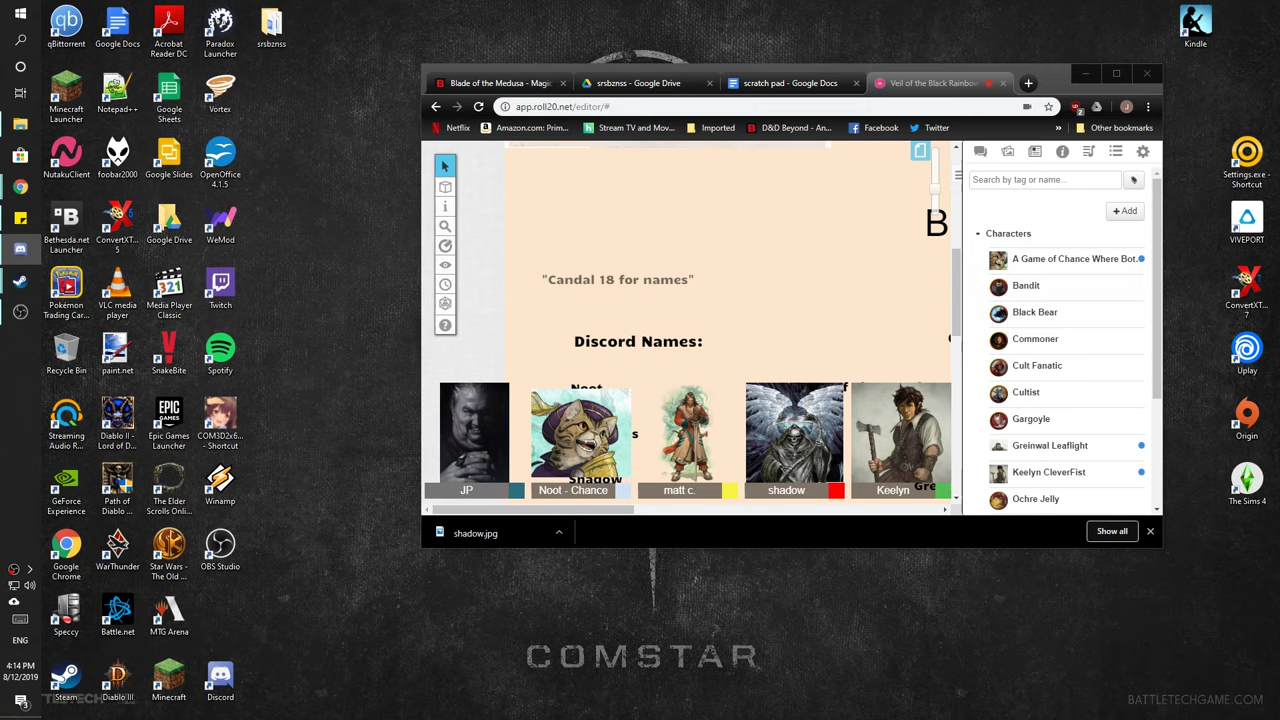 qBittorrent
Google Docs
Acrobat Reader DC
Paradox Launcher
srsbznss
Kindle
Minecraft Launcher
Notepad++
Google Sheets
Vortex
NutakuClient
foobar2000
Google Slides
OpenOffice 4.1.5
Bethesda.net Launcher
ConvertXT... 5
Google Drive
WeMod
Pokémon Trading Car...
VLC media player
Media Player Classic
Twitch
Recycle Bin
paint.net
SnakeBite
Spotify
Streaming Audio R...
Diablo II - Lord of D...
Epic Games Launcher
COM3D2x6... - Shortcut
GeForce Experience
Path of Diablo
The Elder Scrolls Onli...
Winamp
Google Chrome
WarThunder
Star Wars - The Old ...
OBS Studio
Speccy
Battle.net
MTG Arena
Steam
Diablo III
Minecraft
Discord
ENG
4:14 PM
8/12/2019
3
Blade of the Medusa - Magic
srsbznss - Google Drive
scratch pad - Google Docs
Veil of the Black Rainbow
app.roll20.net/editor/#
2
J
Netflix
Amazon.com: Prim...
Stream TV and Mov...
Imported
D&D Beyond - An...
Facebook
Twitter
»
Other bookmarks
B
"Candal 18 for names"
Discord Names:
Noot
Shadow
JP
Noot - Chance
matt c.
shadow
Keelyn
Search by tag or name...
+ Add
Characters
A Game of Chance Where Bot.
Bandit
Black Bear
Commoner
Cult Fanatic
Cultist
Gargoyle
Greinwal Leaflight
Keelyn CleverFist
Ochre Jelly
shadow.jpg
Show all
Settings.exe - Shortcut
VIVEPORT
ConvertXT... 7
Uplay
Origin
The Sims 4
COMSTAR
BATTLETECHGAME.COM